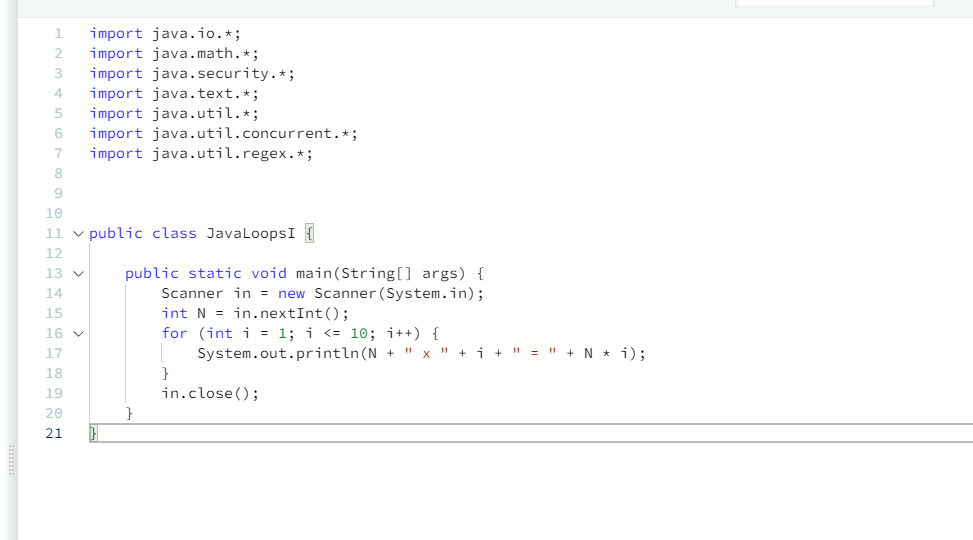 1 import java.io.*;
2 import java.math.*;
3 import java.security.*;
4 import java.text.*;
5 import java.util.*;
6 import java.util.concurrent.*;
7 import java.util.regex.*;
8
9
10
11 public class JavaLoopsI {
12
13     public static void main(String[] args) {
14         Scanner in = new Scanner(System.in);
15         int N = in.nextInt();
16         for (int i = 1; i <= 10; i++) {
17             System.out.println(N + " x " + i + " = " + N * i);
18         }
19         in.close();
20     }
21 }